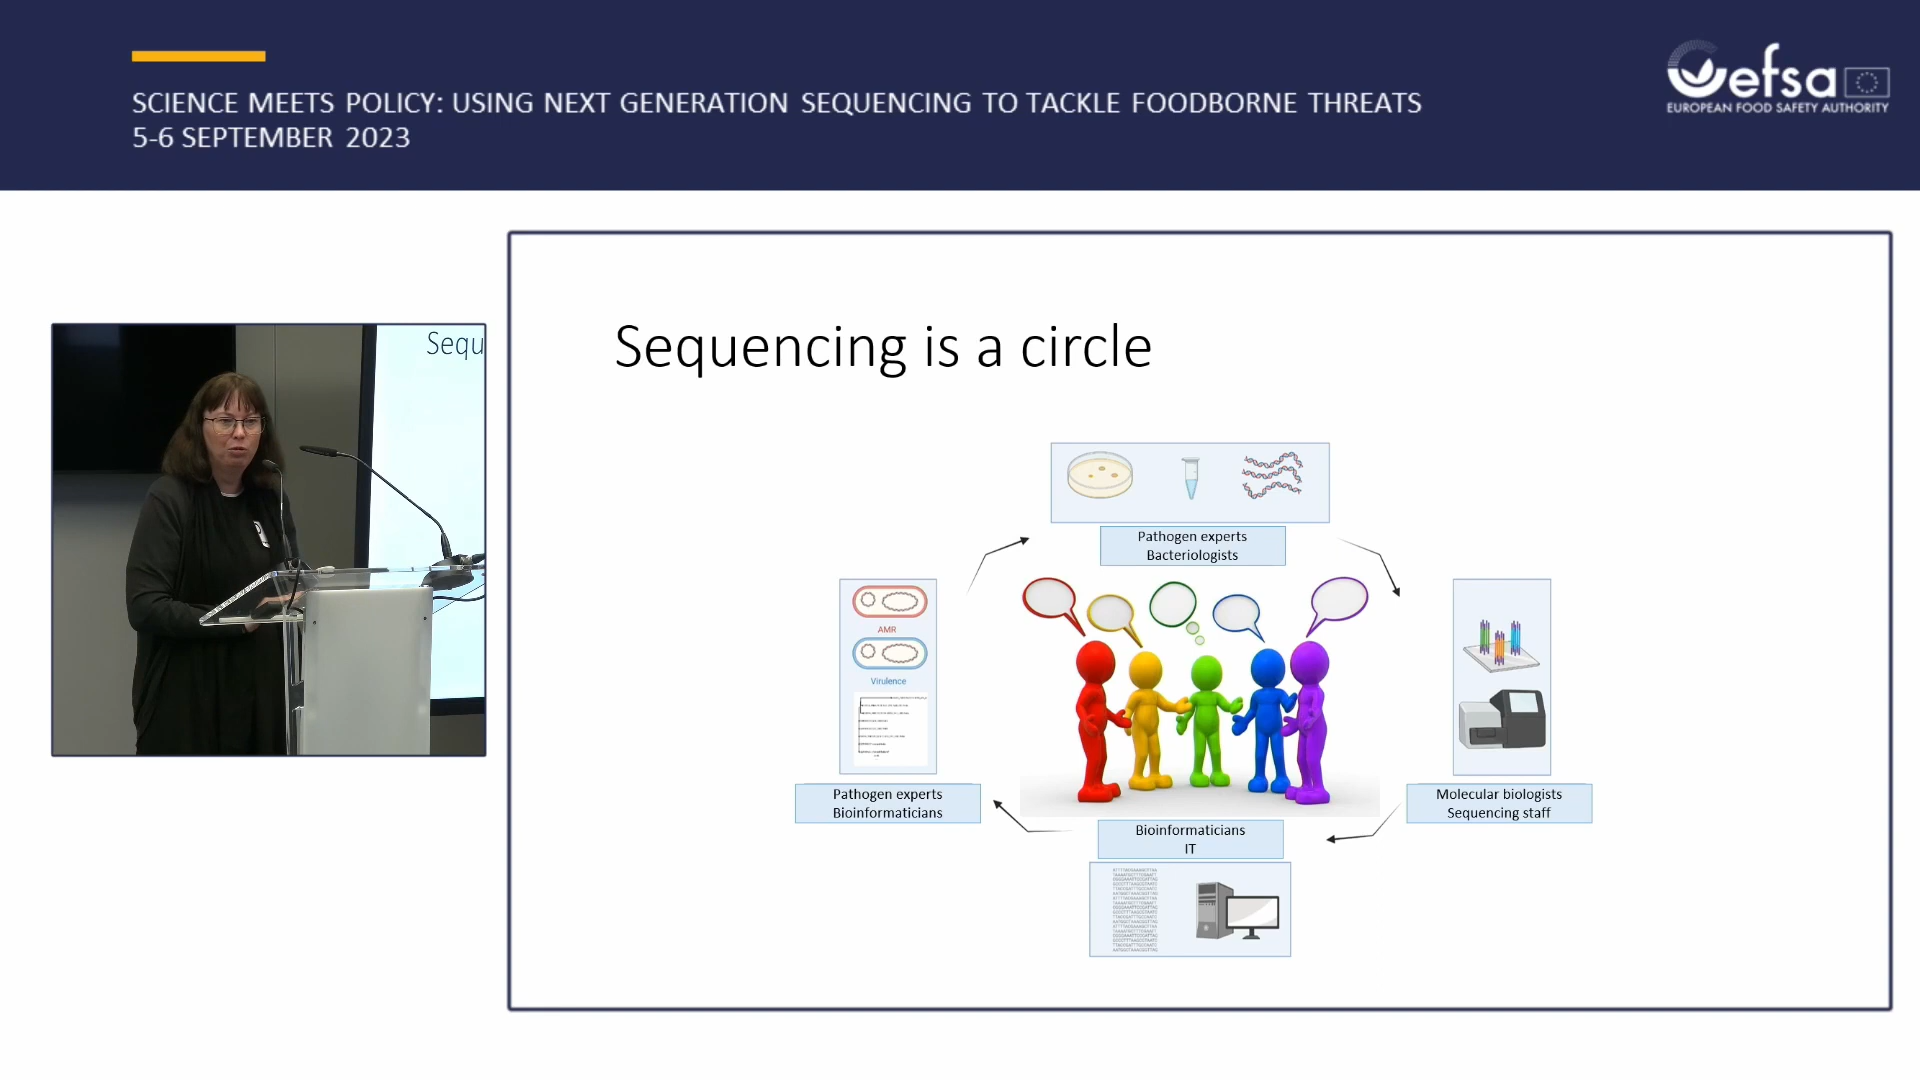 SCIENCE MEETS POLICY: USING NEXT GENERATION SEQUENCING TO TACKLE FOODBORNE THREATS
5-6 SEPTEMBER 2023
efsa
EUROPEAN FOOD SAFETY AUTHORITY
Sequ
Sequencing is a circle
Pathogen experts
Bacteriologists
AMR
Virulence
Pathogen experts
Bioinformaticians
Molecular biologists
Sequencing staff
Bioinformaticians
IT